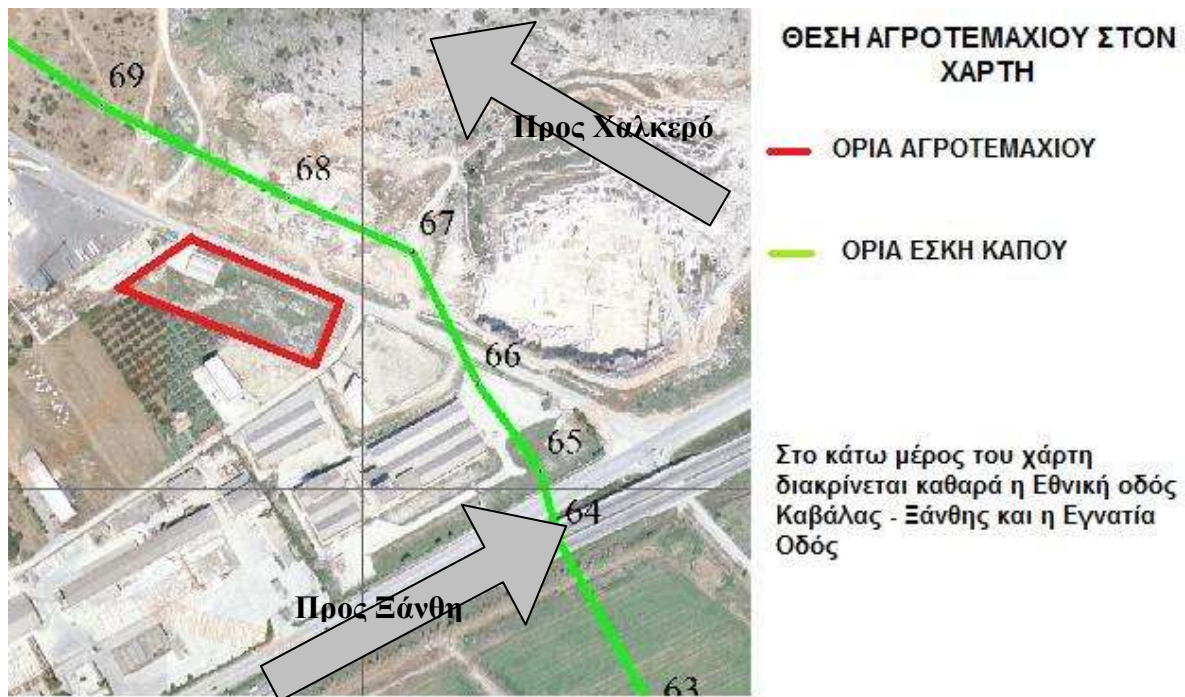 ΘΕΣΗ ΑΓΡΟΤΕΜΑΧΙΟΥ ΣΤΟΝ
ΧΑΡΤΗ
69
Προς Χαλκερό
68
ΟΡΙΑ ΑΓΡΟΤΕΜΑΧΙΟΥ
67
ΟΡΙΑ ΕΣΚΗ ΚΑΠΟΥ
66
65
Στο κάτω μέρος του χάρτη
διακρίνεται καθαρά η Εθνική οδός
Καβάλας - Ξάνθης και η Εγνατία
Οδός
64
Προς Ξάνθη
63